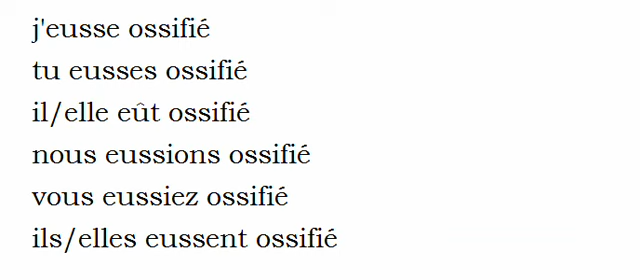 j'eusse ossifié
tu eusses ossifié
il/elle eût ossifié
nous eussions ossifié
vous eussiez ossifié
ils/elles eussent ossifié